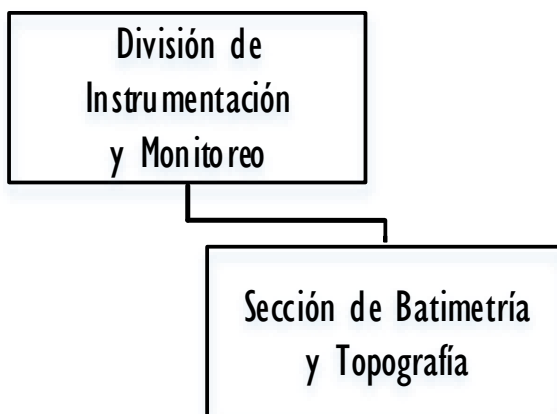 División de
Instrumentación
y Monitoreo
Sección de Batimetría
y Topografía